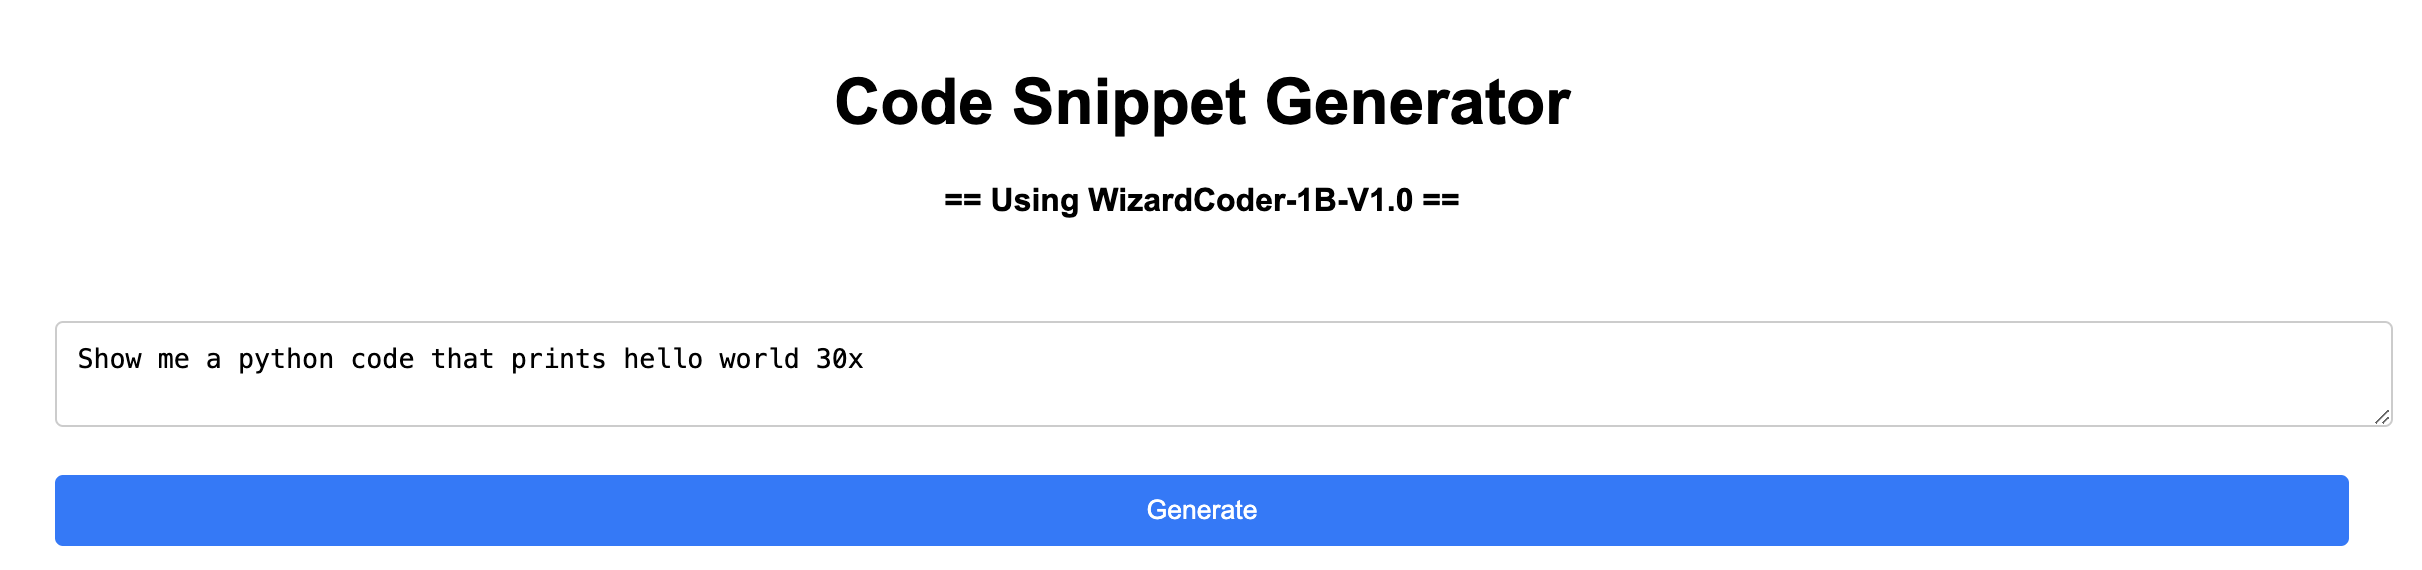 Code Snippet Generator
== Using WizardCoder-1B-V1.0 ==
Show me a python code that prints hello world 30x
Generate